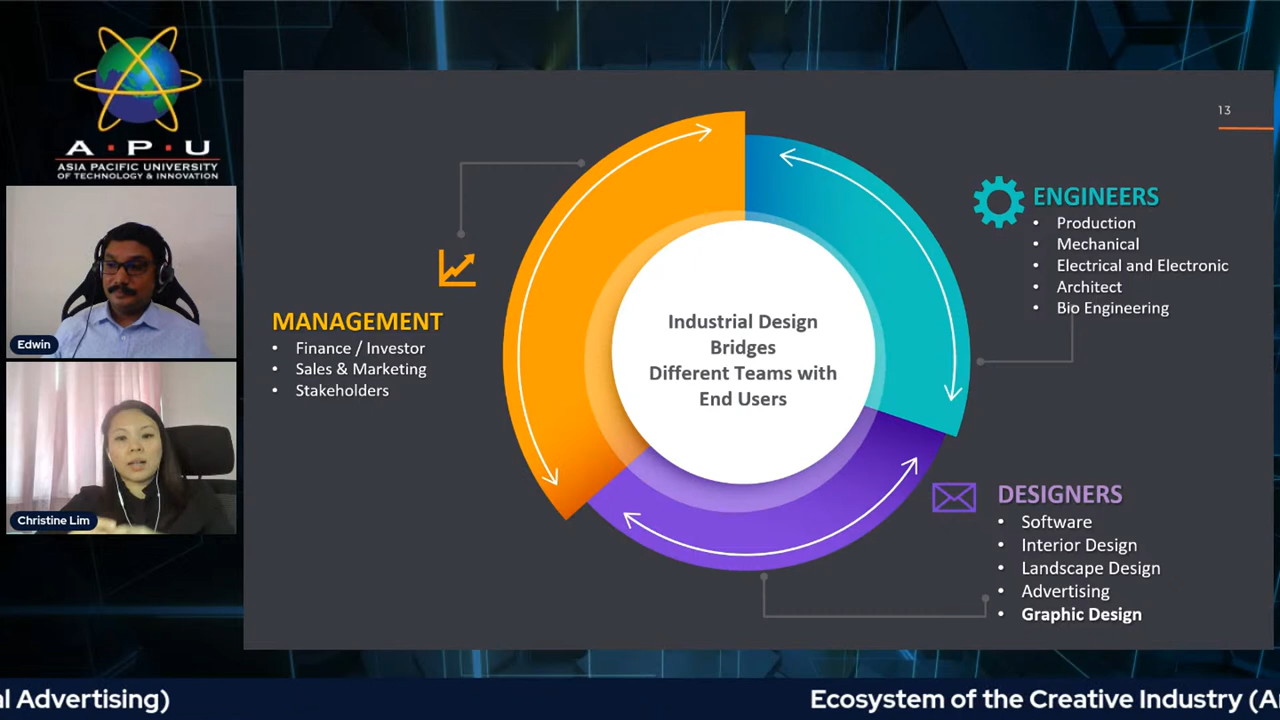 A·P·U
ASIA PACIFIC UNIVERSITY
OF TECHNOLOGY & INNOVATION
Edwin
Christine Lim
13
MANAGEMENT
• Finance / Investor
• Sales & Marketing
• Stakeholders
Industrial Design
Bridges
Different Teams with
End Users
ENGINEERS
• Production
• Mechanical
• Electrical and Electronic
• Architect
• Bio Engineering
DESIGNERS
• Software
• Interior Design
• Landscape Design
• Advertising
• Graphic Design
l Advertising)
Ecosystem of the Creative Industry (A